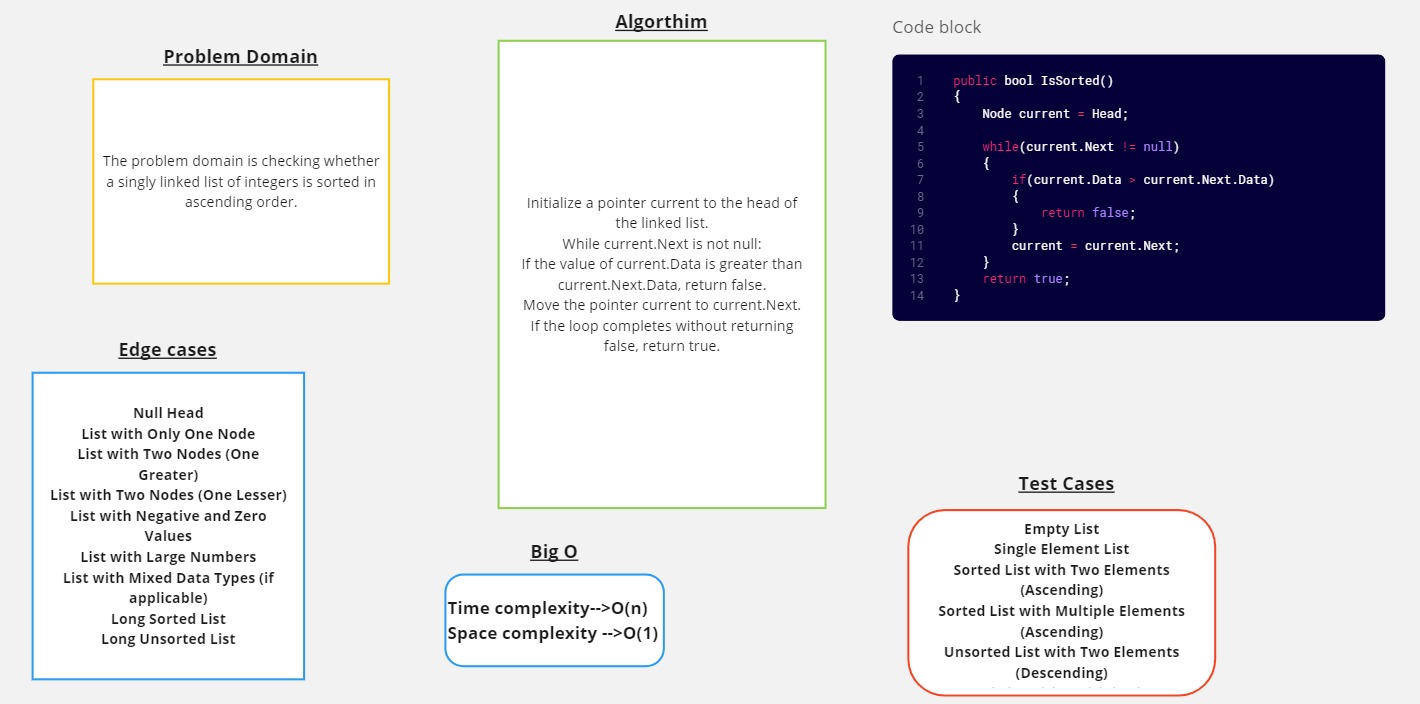 Problem Domain
The problem domain is checking whether
a singly linked list of integers is sorted in
ascending order.
Edge cases
Null Head
List with Only One Node
List with Two Nodes (One
Greater)
List with Two Nodes (One Lesser)
List with Negative and Zero
Values
List with Large Numbers
List with Mixed Data Types (if
applicable)
Long Sorted List
Long Unsorted List
Algorthim
Initialize a pointer current to the head of
the linked list.
While current.Next is not null:
If the value of current.Data is greater than
current.Next.Data, return false.
Move the pointer current to current.Next.
If the loop completes without returning
false, return true.
Big O
Time complexity-->O(n)
Space complexity -->O(1)
Code block
1 public bool IsSorted()
2 {
3 Node current = Head;
4
5 while(current.Next != null)
6 {
7 if(current.Data > current.Next.Data)
8 {
9 return false;
10 }
11 current = current.Next;
12 }
13 return true;
14 }
Test Cases
Empty List
Single Element List
Sorted List with Two Elements
(Ascending)
Sorted List with Multiple Elements
(Ascending)
Unsorted List with Two Elements
(Descending)